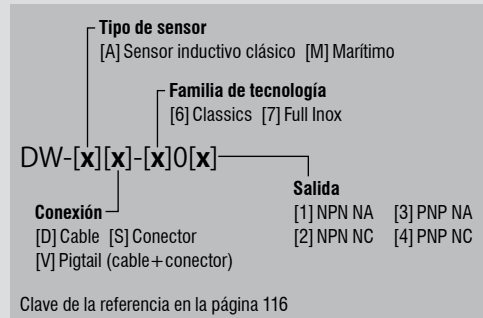 Tipo de sensor
[A] Sensor inductivo clásico [M] Marítimo
Familia de tecnología
[6] Classics [7] Full Inox
DW-[x][x]-[x]0[x]
Salida
[1] NPN NA [3] PNP NA
[2] NPN NC [4] PNP NC
Conexión
[D] Cable [S] Conector
[V] Pigtail (cable+conector)
Clave de la referencia en la página 116